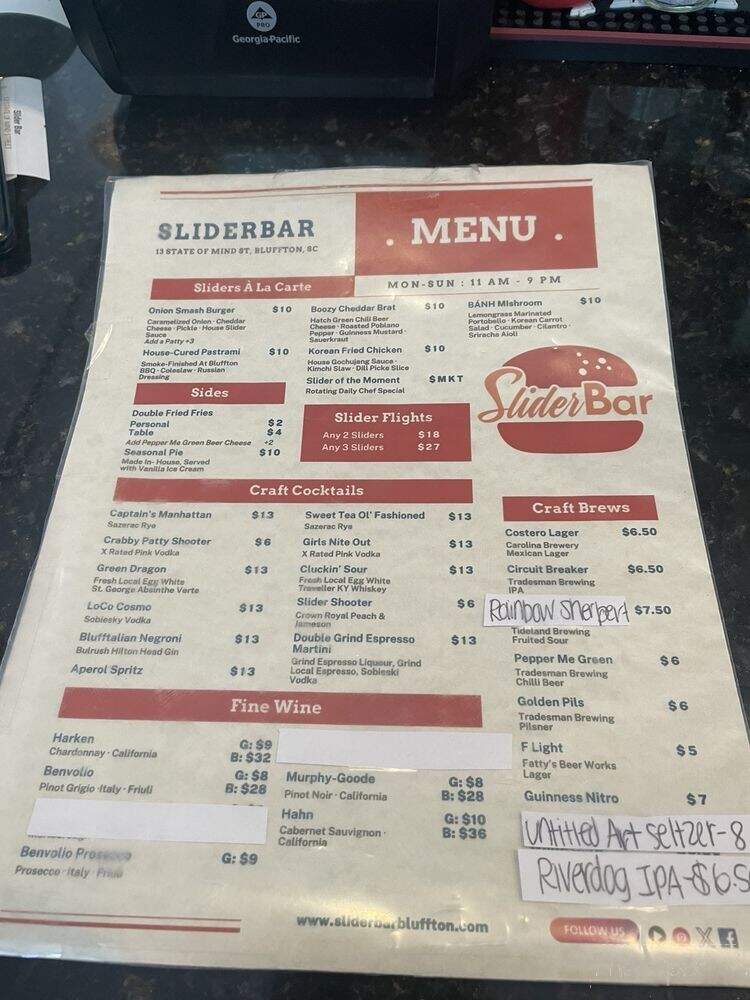 GP
PRO
Georgia-Pacific
Slider Bar
SLIDERBAR
13 STATE OF MIND ST, BLUFFTON, SC
. MENU .
MON-SUN : 11 AM - 9 PM
Sliders À La Carte
Onion Smash Burger $10
Caramelized Onion · Cheddar
Cheese · Pickle · House Slider
Sauce
Add a Patty +3
House-Cured Pastrami $10
Smoke-Finished At Bluffton
BBQ · Coleslaw · Russian
Dressing
Boozy Cheddar Brat $10
Hatch Green Chili Beer
Cheese · Roasted Poblano
Pepper · Guinness Mustard ·
Sauerkraut
Korean Fried Chicken $10
House Gochujang Sauce ·
Kimchi Slaw · Dill Picke Slice
Slider of the Moment $MKT
Rotating Daily Chef Special
BÁNH MIshroom $10
Lemongrass Marinated
Portobello · Korean Carrot
Salad · Cucumber · Cilantro ·
Sriracha Aioli
SliderBar
Sides
Double Fried Fries
Personal $2
Table $4
Add Pepper Me Green Beer Cheese +2
Seasonal Pie $10
Made In- House, Served
with Vanilla Ice Cream
Slider Flights
Any 2 Sliders $18
Any 3 Sliders $27
Craft Cocktails
Captain's Manhattan $13
Sazerac Rye
Crabby Patty Shooter $6
X Rated Pink Vodka
Green Dragon $13
Fresh Local Egg White
St. George Absinthe Verte
LoCo Cosmo $13
Sobiesky Vodka
Blufftalian Negroni $13
Bulrush Hilton Head Gin
Aperol Spritz $13
Sweet Tea Ol' Fashioned $13
Sazerac Rye
Girls Nite Out $13
X Rated Pink Vodka
Cluckin' Sour $13
Fresh Local Egg White
Traveller KY Whiskey
Slider Shooter $6
Crown Royal Peach &
Jameson
Double Grind Espresso $13
Martini
Grind Espresso Liqueur, Grind
Local Espresso, Sobieski
Vodka
Craft Brews
Costero Lager $6.50
Carolina Brewery
Mexican Lager
Circuit Breaker $6.50
Tradesman Brewing
IPA
Rainbow Sherbert $7.50
Tideland Brewing
Fruited Sour
Pepper Me Green $6
Tradesman Brewing
Chilli Beer
Golden Pils $6
Tradesman Brewing
Pilsner
F Light $5
Fatty's Beer Works
Lager
Guinness Nitro $7
Untitled Art Seltzer-8
Riverdog IPA-$6.5
Fine Wine
Harken G: $9
Chardonnay · California B: $32
Benvolio G: $8
Pinot Grigio ·Italy · Friuli B: $28
Benvolio Prosecco G: $9
Prosecco · Italy · Friuli
Murphy-Goode G: $8
Pinot Noir · California B: $28
Hahn G: $10
Cabernet Sauvignon · B: $36
California
www.sliderbarbluffton.com
FOLLOW US